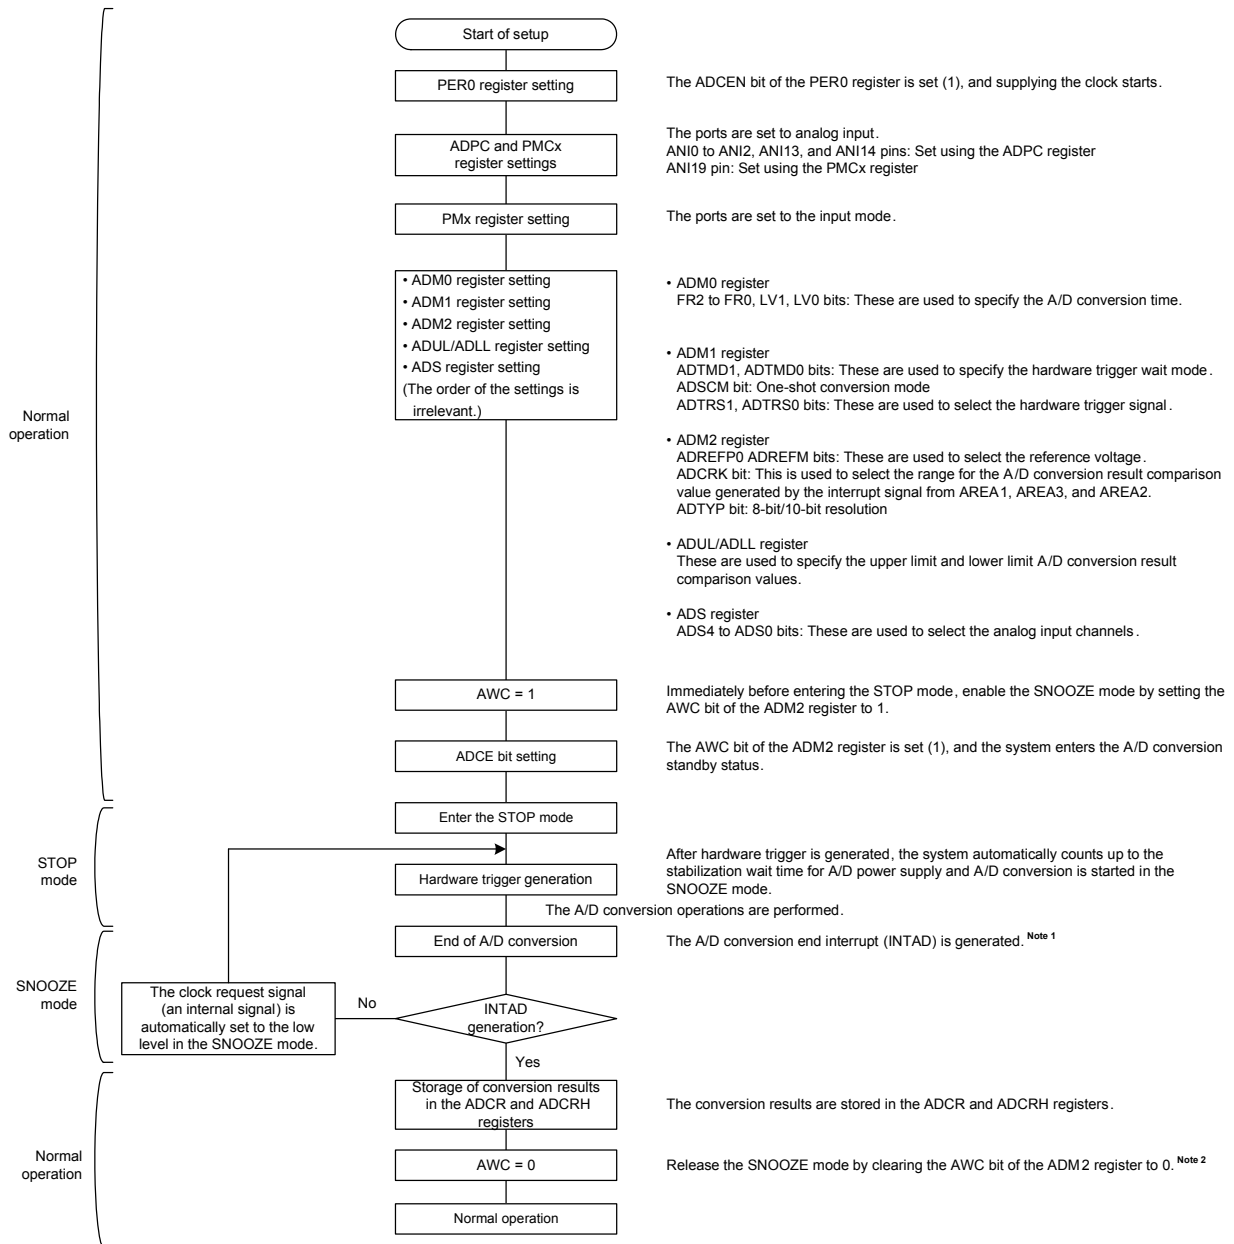 Start of setup
PER0 register setting
The ADCEN bit of the PER0 register is set (1), and supplying the clock starts.
ADPC and PMCx
register settings
The ports are set to analog input.
ANI0 to ANI2, ANI13, and ANI14 pins: Set using the ADPC register
ANI19 pin: Set using the PMCx register
PMx register setting
The ports are set to the input mode.
• ADM0 register setting
• ADM1 register setting
• ADM2 register setting
• ADUL/ADLL register setting
• ADS register setting
(The order of the settings is
irrelevant.)
• ADM0 register
FR2 to FR0, LV1, LV0 bits: These are used to specify the A/D conversion time.
• ADM1 register
ADTMD1, ADTMD0 bits: These are used to specify the hardware trigger wait mode.
ADSCM bit: One-shot conversion mode
ADTRS1, ADTRS0 bits: These are used to select the hardware trigger signal.
• ADM2 register
ADREFP0 ADREFM bits: These are used to select the reference voltage.
ADCRK bit: This is used to select the range for the A/D conversion result comparison
value generated by the interrupt signal from AREA1, AREA3, and AREA2.
ADTYP bit: 8-bit/10-bit resolution
• ADUL/ADLL register
These are used to specify the upper limit and lower limit A/D conversion result
comparison values.
• ADS register
ADS4 to ADS0 bits: These are used to select the analog input channels.
Normal
operation
AWC = 1
Immediately before entering the STOP mode, enable the SNOOZE mode by setting the
AWC bit of the ADM2 register to 1.
ADCE bit setting
The AWC bit of the ADM2 register is set (1), and the system enters the A/D conversion
standby status.
Enter the STOP mode
STOP
mode
Hardware trigger generation
After hardware trigger is generated, the system automatically counts up to the
stabilization wait time for A/D power supply and A/D conversion is started in the
SNOOZE mode.
The A/D conversion operations are performed.
End of A/D conversion
The A/D conversion end interrupt (INTAD) is generated. Note 1
SNOOZE
mode
The clock request signal
(an internal signal) is
automatically set to the low
level in the SNOOZE mode.
No
INTAD
generation?
Yes
Storage of conversion results
in the ADCR and ADCRH
registers
The conversion results are stored in the ADCR and ADCRH registers.
Normal
operation
AWC = 0
Release the SNOOZE mode by clearing the AWC bit of the ADM2 register to 0. Note 2
Normal operation